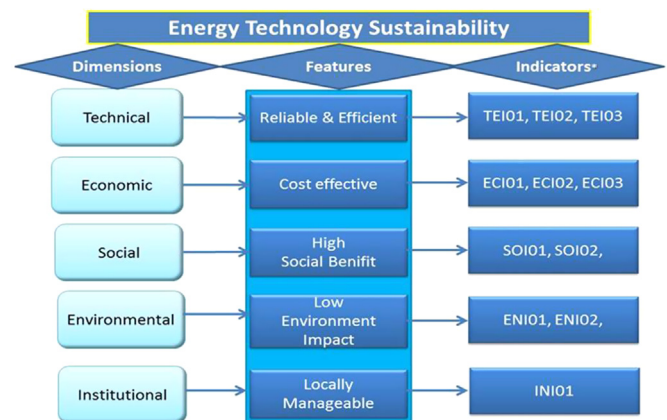 Energy Technology Sustainability
Dimensions
Features
Indicators*
Technical
Reliable & Efficient
TEI01, TEI02, TEI03
Economic
Cost effective
ECI01, ECI02, ECI03
Social
High
Social Benifit
SOI01, SOI02,
Environmental
Low
Environment
Impact
ENI01, ENI02,
Institutional
Locally
Manageable
INI01